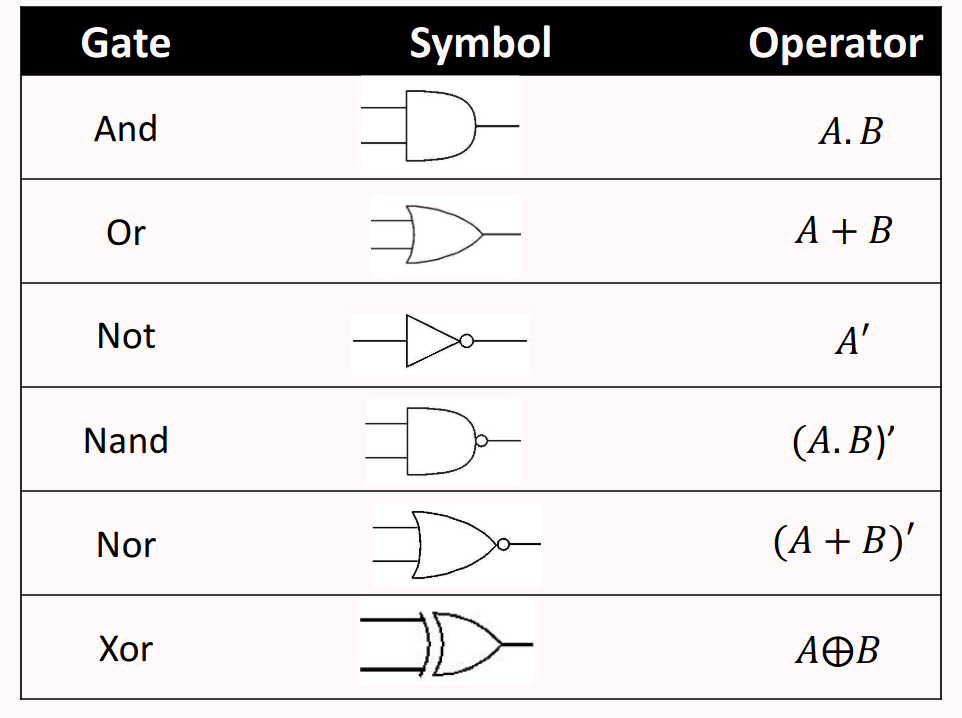 Gate Symbol Operator
And A. B
Or A + B
Not A′
Nand (A. B)′
Nor (A + B)′
Xor A⊕B